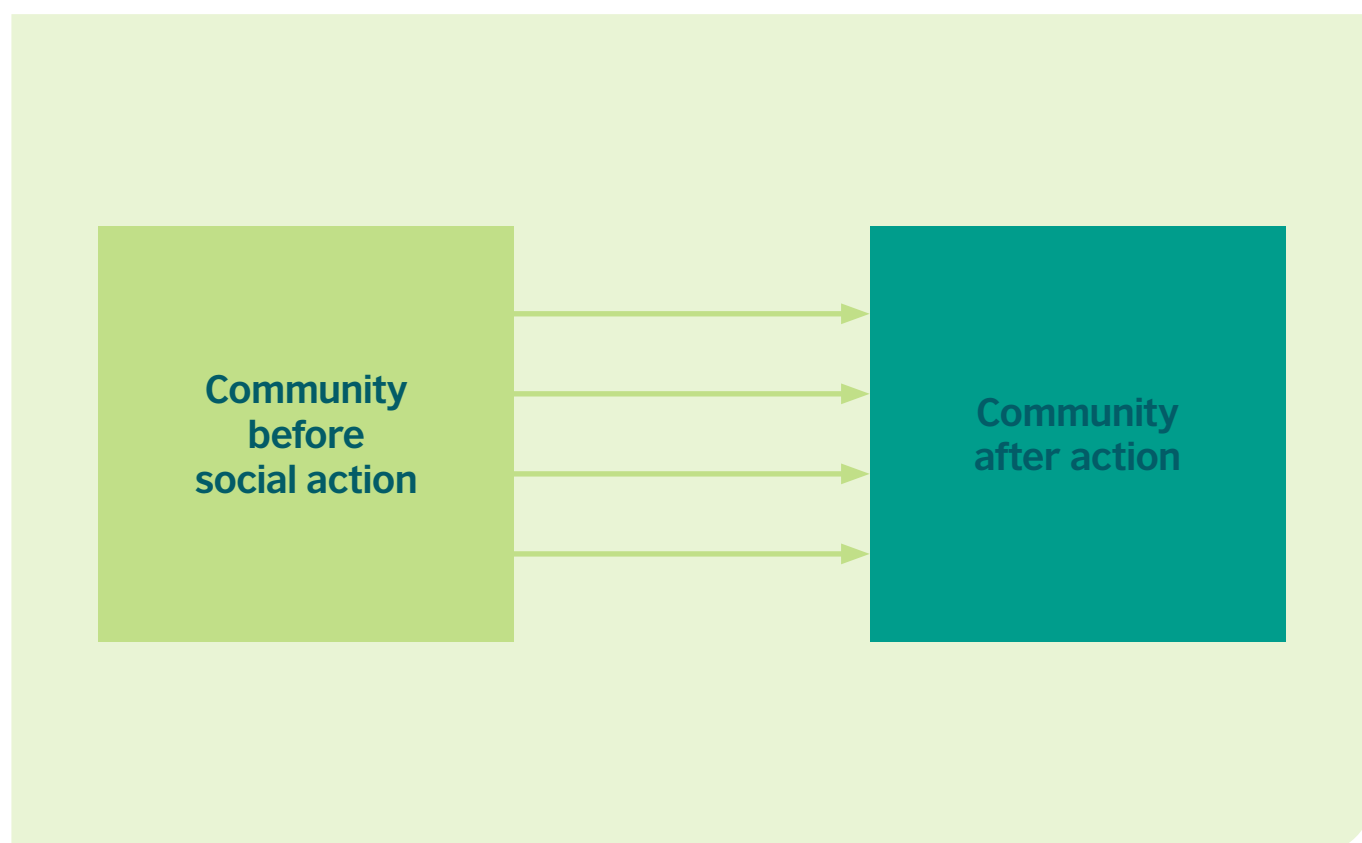 Community
before
social action
Community
after action